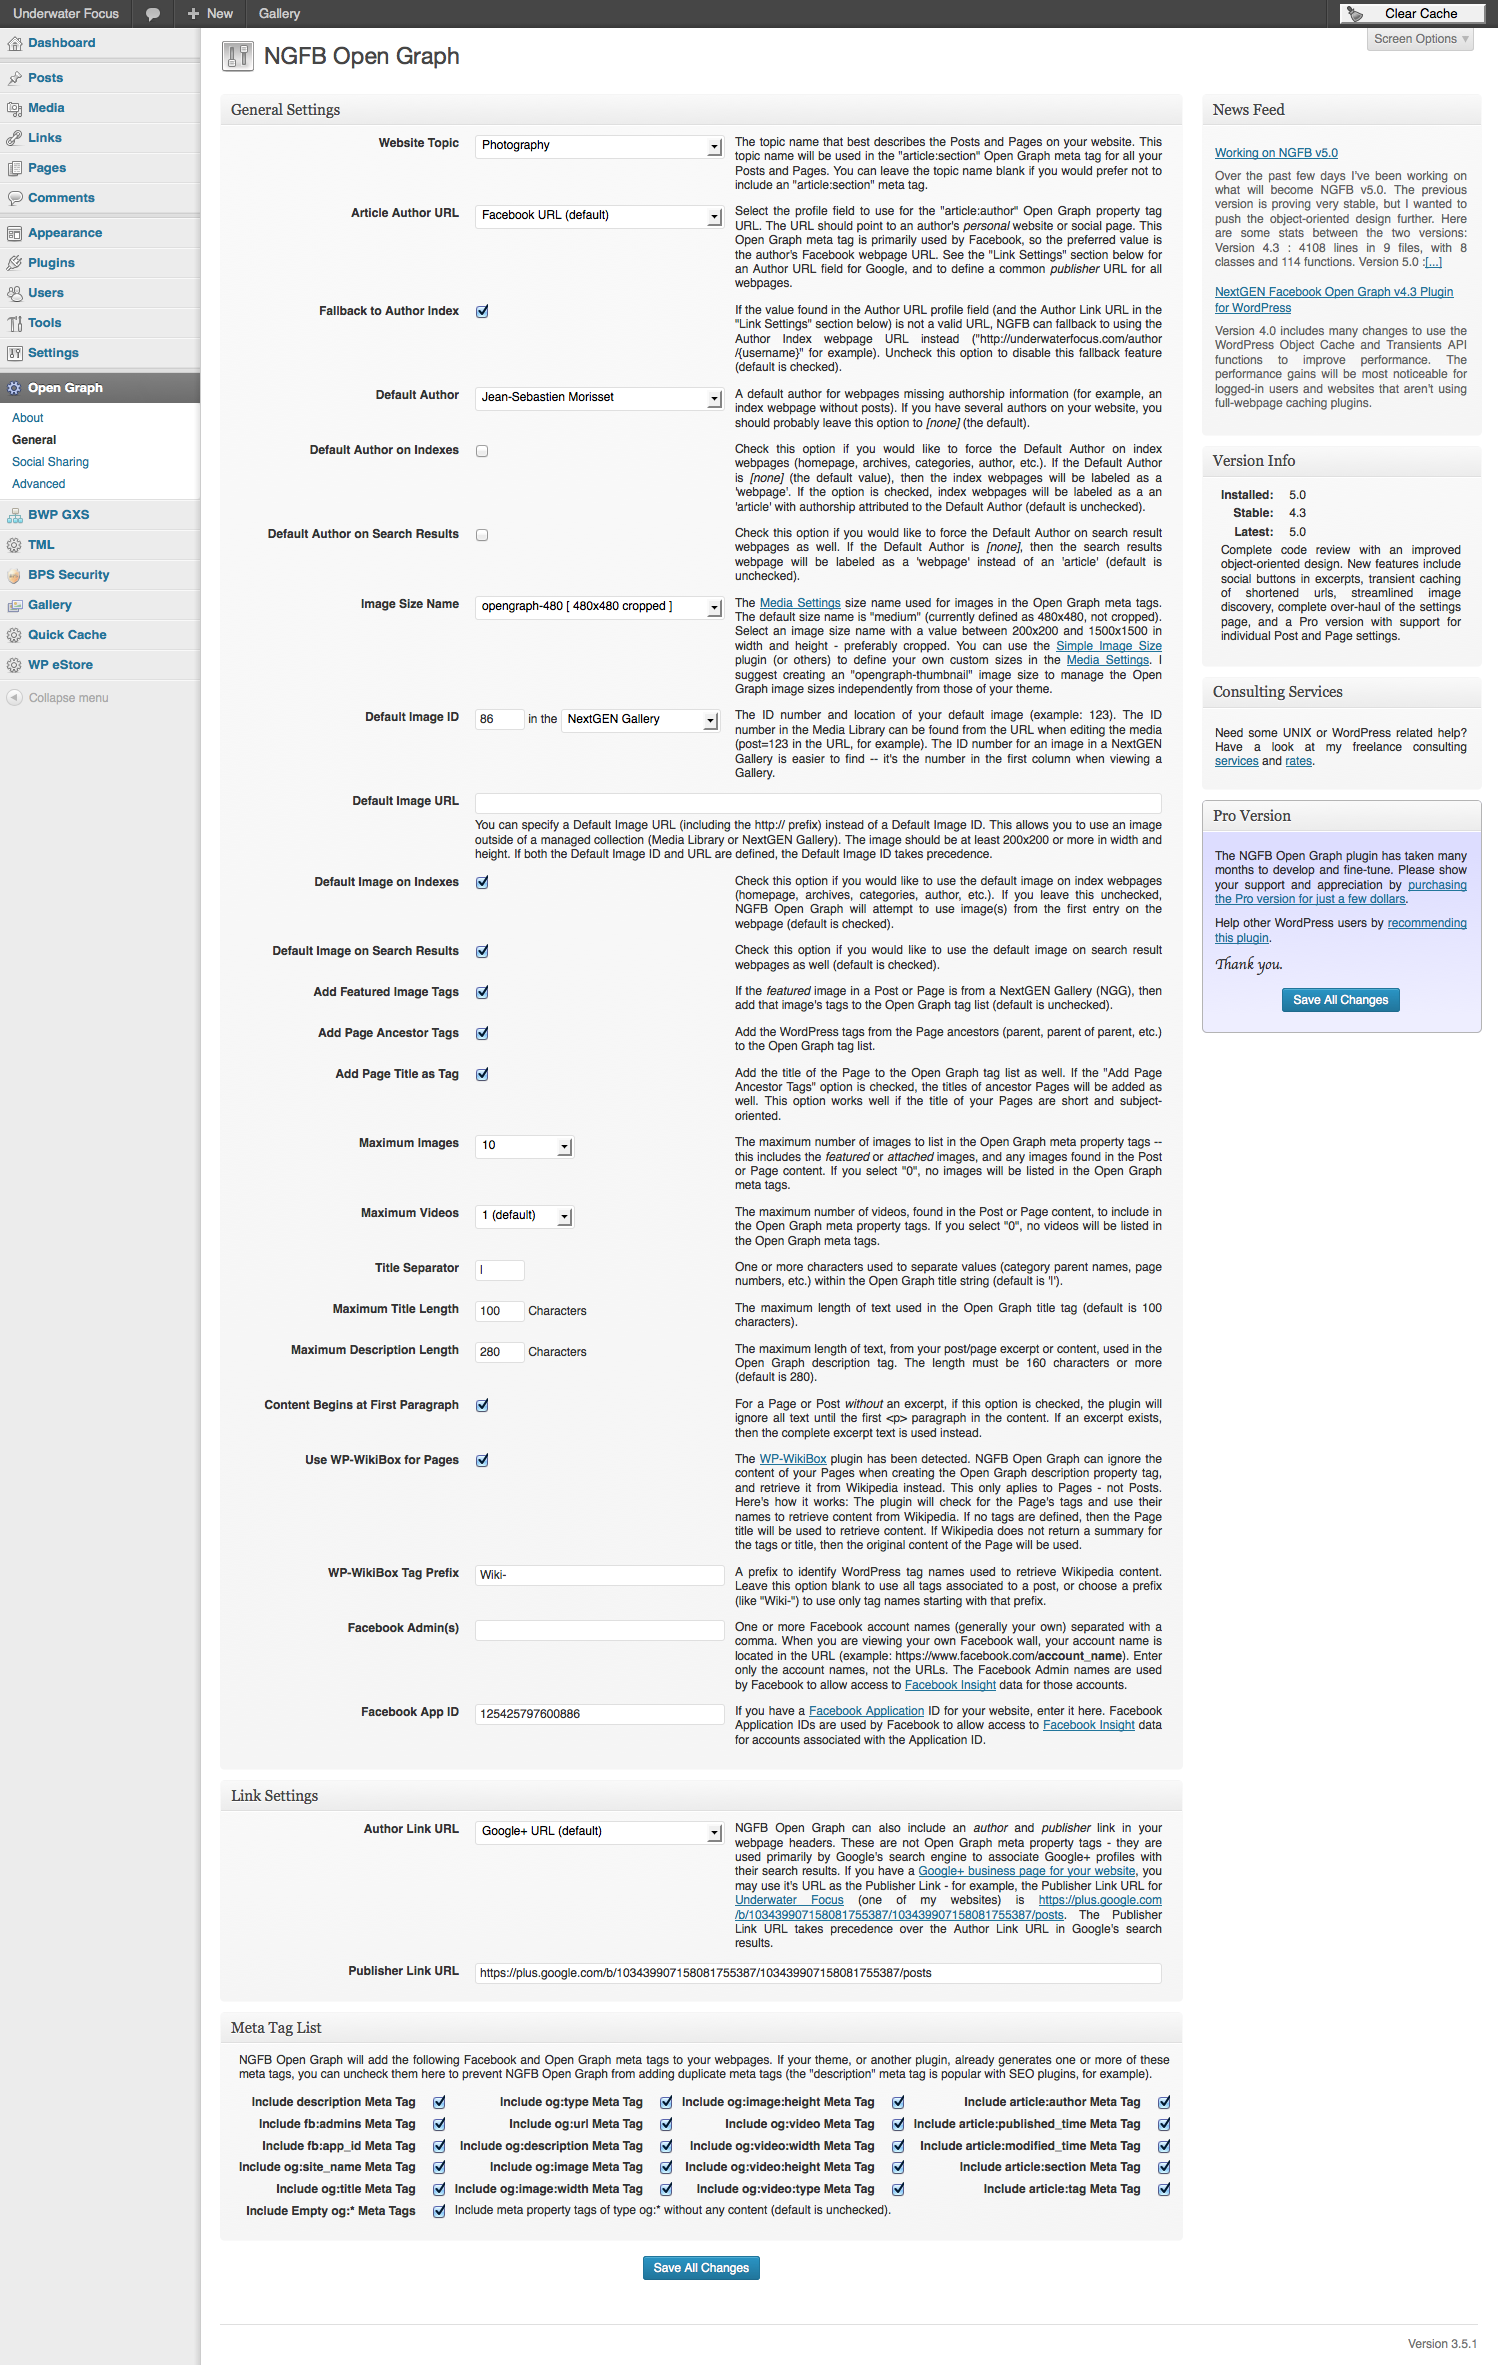 Underwater Focus
New
Gallery
Clear Cache
Screen Options
Dashboard
Posts
Media
Links
Pages
Comments
Appearance
Plugins
Users
Tools
Settings
Open Graph
About
General
Social Sharing
Advanced
BWP GXS
TML
BPS Security
Gallery
Quick Cache
WP eStore
Collapse menu
NGFB Open Graph
General Settings
Website Topic
Photography
The topic name that best describes the Posts and Pages on your website. This
topic name will be used in the "article:section" Open Graph meta tag for all your
Posts and Pages. You can leave the topic name blank if you would prefer not to
include an "article:section" meta tag.
Article Author URL
Facebook URL (default)
Select the profile field to use for the "article:author" Open Graph property tag
URL. The URL should point to an author's personal website or social page. This
Open Graph meta tag is primarily used by Facebook, so the preferred value is
the author's Facebook webpage URL. See the "Link Settings" section below for
an Author URL field for Google, and to define a common publisher URL for all
webpages.
Fallback to Author Index
If the value found in the Author URL profile field (and the Author Link URL in the
"Link Settings" section below) is not a valid URL, NGFB can fallback to using the
Author Index webpage URL instead ("http://underwaterfocus.com/author
/{username}" for example). Uncheck this option to disable this fallback feature
(default is checked).
Default Author
Jean-Sebastien Morisset
A default author for webpages missing authorship information (for example, an
index webpage without posts). If you have several authors on your website, you
should probably leave this option to [none] (the default).
Default Author on Indexes
Check this option if you would like to force the Default Author on index
webpages (homepage, archives, categories, author, etc.). If the Default Author
is [none] (the default value), then the index webpages will be labeled as a
'webpage'. If the option is checked, index webpages will be labeled as a an
'article' with authorship attributed to the Default Author (default is unchecked).
Default Author on Search Results
Check this option if you would like to force the Default Author on search result
webpages as well. If the Default Author is [none], then the search results
webpage will be labeled as a 'webpage' instead of an 'article' (default is
unchecked).
Image Size Name
opengraph-480 [ 480x480 cropped ]
The Media Settings size name used for images in the Open Graph meta tags.
The default size name is "medium" (currently defined as 480x480, not cropped).
Select an image size name with a value between 200x200 and 1500x1500 in
width and height - preferably cropped. You can use the Simple Image Size
plugin (or others) to define your own custom sizes in the Media Settings. I
suggest creating an "opengraph-thumbnail" image size to manage the Open
Graph image sizes independently from those of your theme.
Default Image ID
86 in the NextGEN Gallery
The ID number and location of your default image (example: 123). The ID
number in the Media Library can be found from the URL when editing the media
(post=123 in the URL, for example). The ID number for an image in a NextGEN
Gallery is easier to find -- it's the number in the first column when viewing a
Gallery.
Default Image URL
You can specify a Default Image URL (including the http:// prefix) instead of a Default Image ID. This allows you to use an image
outside of a managed collection (Media Library or NextGEN Gallery). The image should be at least 200x200 or more in width and
height. If both the Default Image ID and URL are defined, the Default Image ID takes precedence.
Default Image on Indexes
Check this option if you would like to use the default image on index webpages
(homepage, archives, categories, author, etc.). If you leave this unchecked,
NGFB Open Graph will attempt to use image(s) from the first entry on the
webpage (default is checked).
Default Image on Search Results
Check this option if you would like to use the default image on search result
webpages as well (default is checked).
Add Featured Image Tags
If the featured image in a Post or Page is from a NextGEN Gallery (NGG), then
add that image's tags to the Open Graph tag list (default is unchecked).
Add Page Ancestor Tags
Add the WordPress tags from the Page ancestors (parent, parent of parent, etc.)
to the Open Graph tag list.
Add Page Title as Tag
Add the title of the Page to the Open Graph tag list as well. If the "Add Page
Ancestor Tags" option is checked, the titles of ancestor Pages will be added as
well. This option works well if the title of your Pages are short and subject-
oriented.
Maximum Images
10
The maximum number of images to list in the Open Graph meta property tags --
this includes the featured or attached images, and any images found in the Post
or Page content. If you select "0", no images will be listed in the Open Graph
meta tags.
Maximum Videos
1 (default)
The maximum number of videos, found in the Post or Page content, to include in
the Open Graph meta property tags. If you select "0", no videos will be listed in
the Open Graph meta tags.
Title Separator
|
One or more characters used to separate values (category parent names, page
numbers, etc.) within the Open Graph title string (default is '|').
Maximum Title Length
100 Characters
The maximum length of text used in the Open Graph title tag (default is 100
characters).
Maximum Description Length
280 Characters
The maximum length of text, from your post/page excerpt or content, used in the
Open Graph description tag. The length must be 160 characters or more
(default is 280).
Content Begins at First Paragraph
For a Page or Post without an excerpt, if this option is checked, the plugin will
ignore all text until the first <p> paragraph in the content. If an excerpt exists,
then the complete excerpt text is used instead.
Use WP-WikiBox for Pages
The WP-WikiBox plugin has been detected. NGFB Open Graph can ignore the
content of your Pages when creating the Open Graph description property tag,
and retrieve it from Wikipedia instead. This only aplies to Pages - not Posts.
Here's how it works: The plugin will check for the Page's tags and use their
names to retrieve content from Wikipedia. If no tags are defined, then the Page
title will be used to retrieve content. If Wikipedia does not return a summary for
the tags or title, then the original content of the Page will be used.
WP-WikiBox Tag Prefix
Wiki-
A prefix to identify WordPress tag names used to retrieve Wikipedia content.
Leave this option blank to use all tags associated to a post, or choose a prefix
(like "Wiki-") to use only tag names starting with that prefix.
Facebook Admin(s)
One or more Facebook account names (generally your own) separated with a
comma. When you are viewing your own Facebook wall, your account name is
located in the URL (example: https://www.facebook.com/account_name). Enter
only the account names, not the URLs. The Facebook Admin names are used
by Facebook to allow access to Facebook Insight data for those accounts.
Facebook App ID
125425797600886
If you have a Facebook Application ID for your website, enter it here. Facebook
Application IDs are used by Facebook to allow access to Facebook Insight data
for accounts associated with the Application ID.
Link Settings
Author Link URL
Google+ URL (default)
NGFB Open Graph can also include an author and publisher link in your
webpage headers. These are not Open Graph meta property tags - they are
used primarily by Google's search engine to associate Google+ profiles with
their search results. If you have a Google+ business page for your website, you
may use it's URL as the Publisher Link - for example, the Publisher Link URL for
Underwater Focus (one of my websites) is https://plus.google.com
/b/103439907158081755387/103439907158081755387/posts. The Publisher
Link URL takes precedence over the Author Link URL in Google's search
results.
Publisher Link URL
https://plus.google.com/b/103439907158081755387/103439907158081755387/posts
Meta Tag List
NGFB Open Graph will add the following Facebook and Open Graph meta tags to your webpages. If your theme, or another plugin, already generates one or more of these
meta tags, you can uncheck them here to prevent NGFB Open Graph from adding duplicate meta tags (the "description" meta tag is popular with SEO plugins, for example).
Include description Meta Tag Include og:type Meta Tag Include og:image:height Meta Tag Include article:author Meta Tag
Include fb:admins Meta Tag Include og:url Meta Tag Include og:video Meta Tag Include article:published_time Meta Tag
Include fb:app_id Meta Tag Include og:description Meta Tag Include og:video:width Meta Tag Include article:modified_time Meta Tag
Include og:site_name Meta Tag Include og:image Meta Tag Include og:video:height Meta Tag Include article:section Meta Tag
Include og:title Meta Tag Include og:image:width Meta Tag Include og:video:type Meta Tag Include article:tag Meta Tag
Include Empty og:* Meta Tags Include meta property tags of type og:* without any content (default is unchecked).
Save All Changes
News Feed
Working on NGFB v5.0
Over the past few days I've been working on
what will become NGFB v5.0. The previous
version is proving very stable, but I wanted to
push the object-oriented design further. Here
are some stats between the two versions:
Version 4.3 : 4108 lines in 9 files, with 8
classes and 114 functions. Version 5.0 :[...]
NextGEN Facebook Open Graph v4.3 Plugin
for WordPress
Version 4.0 includes many changes to use the
WordPress Object Cache and Transients API
functions to improve performance. The
performance gains will be most noticeable for
logged-in users and websites that aren't using
full-webpage caching plugins.
Version Info
Installed: 5.0
Stable: 4.3
Latest: 5.0
Complete code review with an improved
object-oriented design. New features include
social buttons in excerpts, transient caching
of shortened urls, streamlined image
discovery, complete over-haul of the settings
page, and a Pro version with support for
individual Post and Page settings.
Consulting Services
Need some UNIX or WordPress related help?
Have a look at my freelance consulting
services and rates.
Pro Version
The NGFB Open Graph plugin has taken many
months to develop and fine-tune. Please show
your support and appreciation by purchasing
the Pro version for just a few dollars.
Help other WordPress users by recommending
this plugin.
Thank you.
Save All Changes
Version 3.5.1